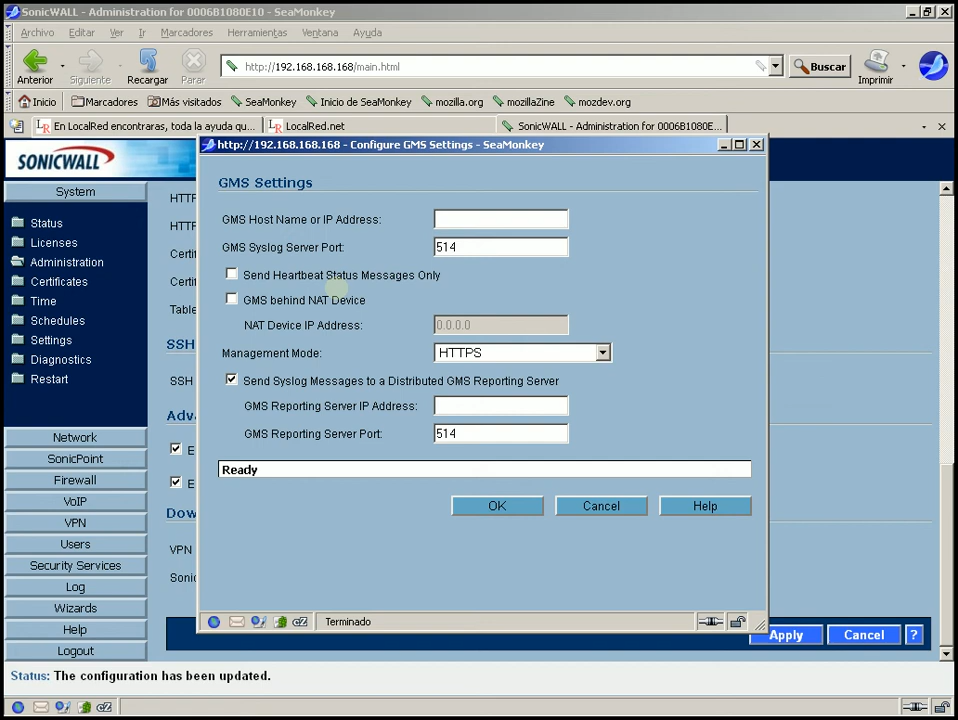 SonicWALL - Administration for 0006B1080E10 - SeaMonkey
Archivo Editar Ver Ir Marcadores Herramientas Ventana Ayuda
Anterior Siguiente Recargar Parar http://192.168.168.168/main.html Buscar Imprimir
Inicio Marcadores Más visitados SeaMonkey Inicio de SeaMonkey mozilla.org mozillaZine mozdev.org
En LocalRed encontraras, toda la ayuda qu... LocalRed.net SonicWALL - Administration for 0006B1080E...
SONICWALL
System
Status
Licenses
Administration
Certificates
Time
Schedules
Settings
Diagnostics
Restart
Network
SonicPoint
Firewall
VoIP
VPN
Users
Security Services
Log
Wizards
Help
Logout
HTTP
HTTP
Certif
Certif
Table
SSH
SSH
Adva
E
E
Dow
VPN
Sonic
http://192.168.168.168 - Configure GMS Settings - SeaMonkey
GMS Settings
GMS Host Name or IP Address:
GMS Syslog Server Port: 514
Send Heartbeat Status Messages Only
GMS behind NAT Device
NAT Device IP Address: 0.0.0.0
Management Mode: HTTPS
Send Syslog Messages to a Distributed GMS Reporting Server
GMS Reporting Server IP Address:
GMS Reporting Server Port: 514
Ready
OK Cancel Help
Terminado
Apply Cancel ?
Status: The configuration has been updated.